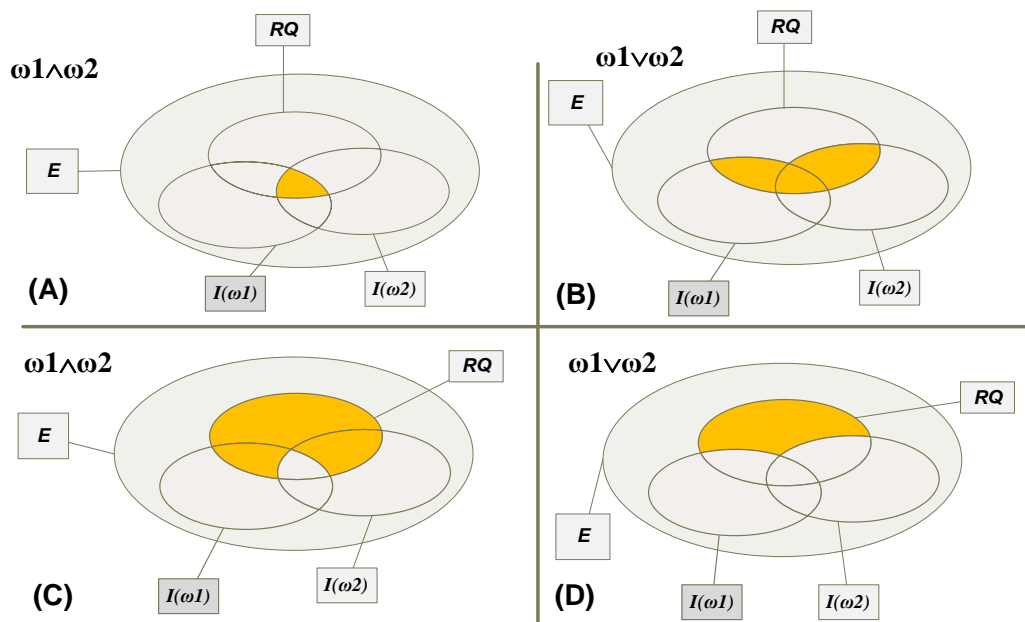 RQ
ω1∧ω2
E
I(ω1)
I(ω2)
(A)
RQ
ω1∨ω2
E
I(ω1)
I(ω2)
(B)
ω1∧ω2
RQ
E
I(ω1)
I(ω2)
(C)
ω1∨ω2
RQ
E
I(ω1)
I(ω2)
(D)